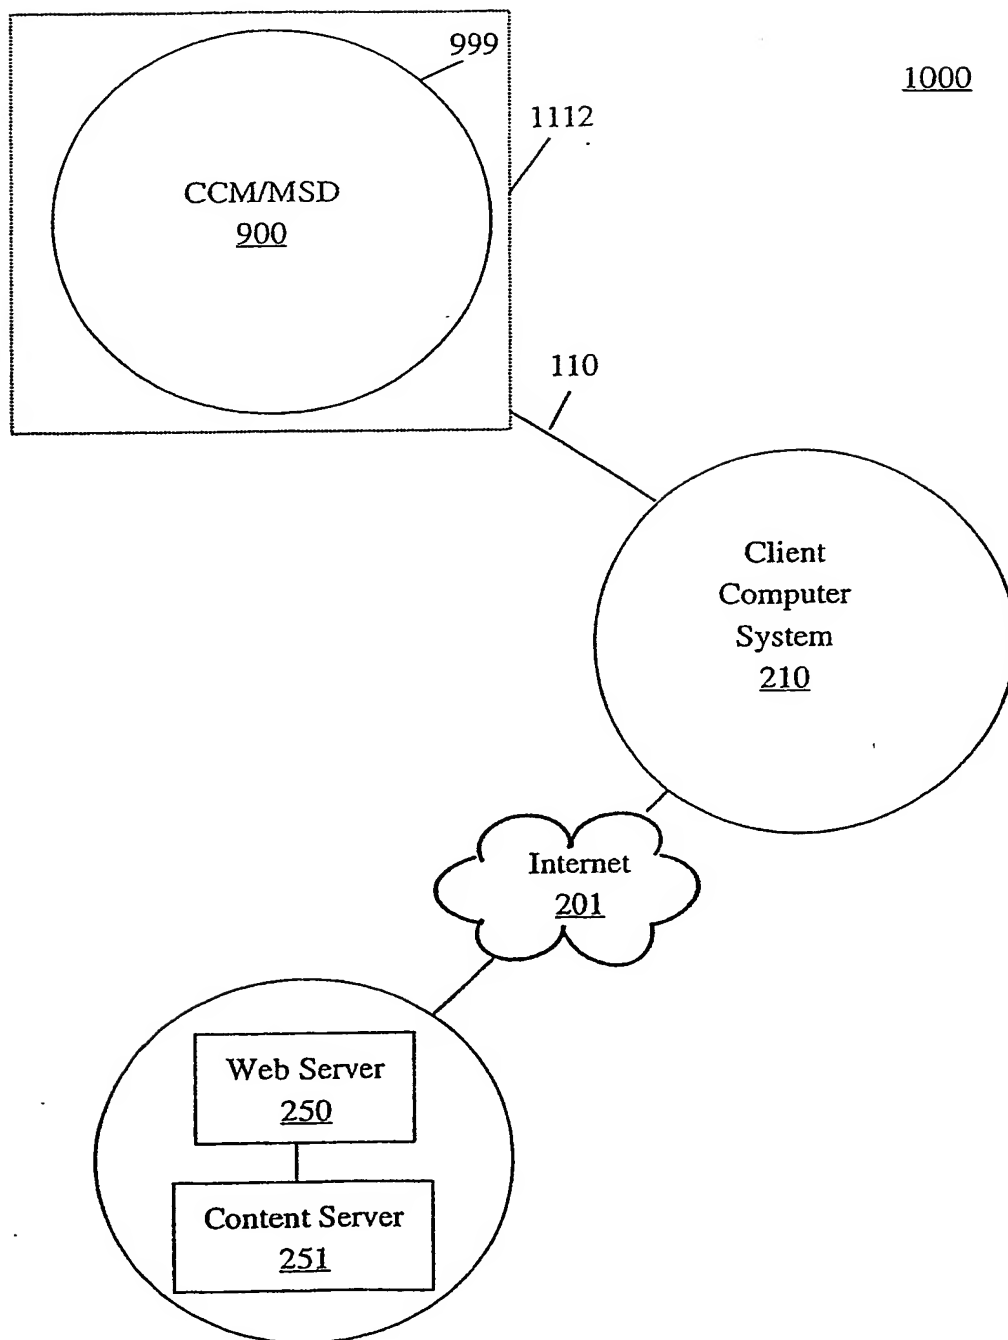 999
1000
1112
CCM/MSD
900
110
Client
Computer
System
210
Internet
201
Web Server
250
Content Server
251